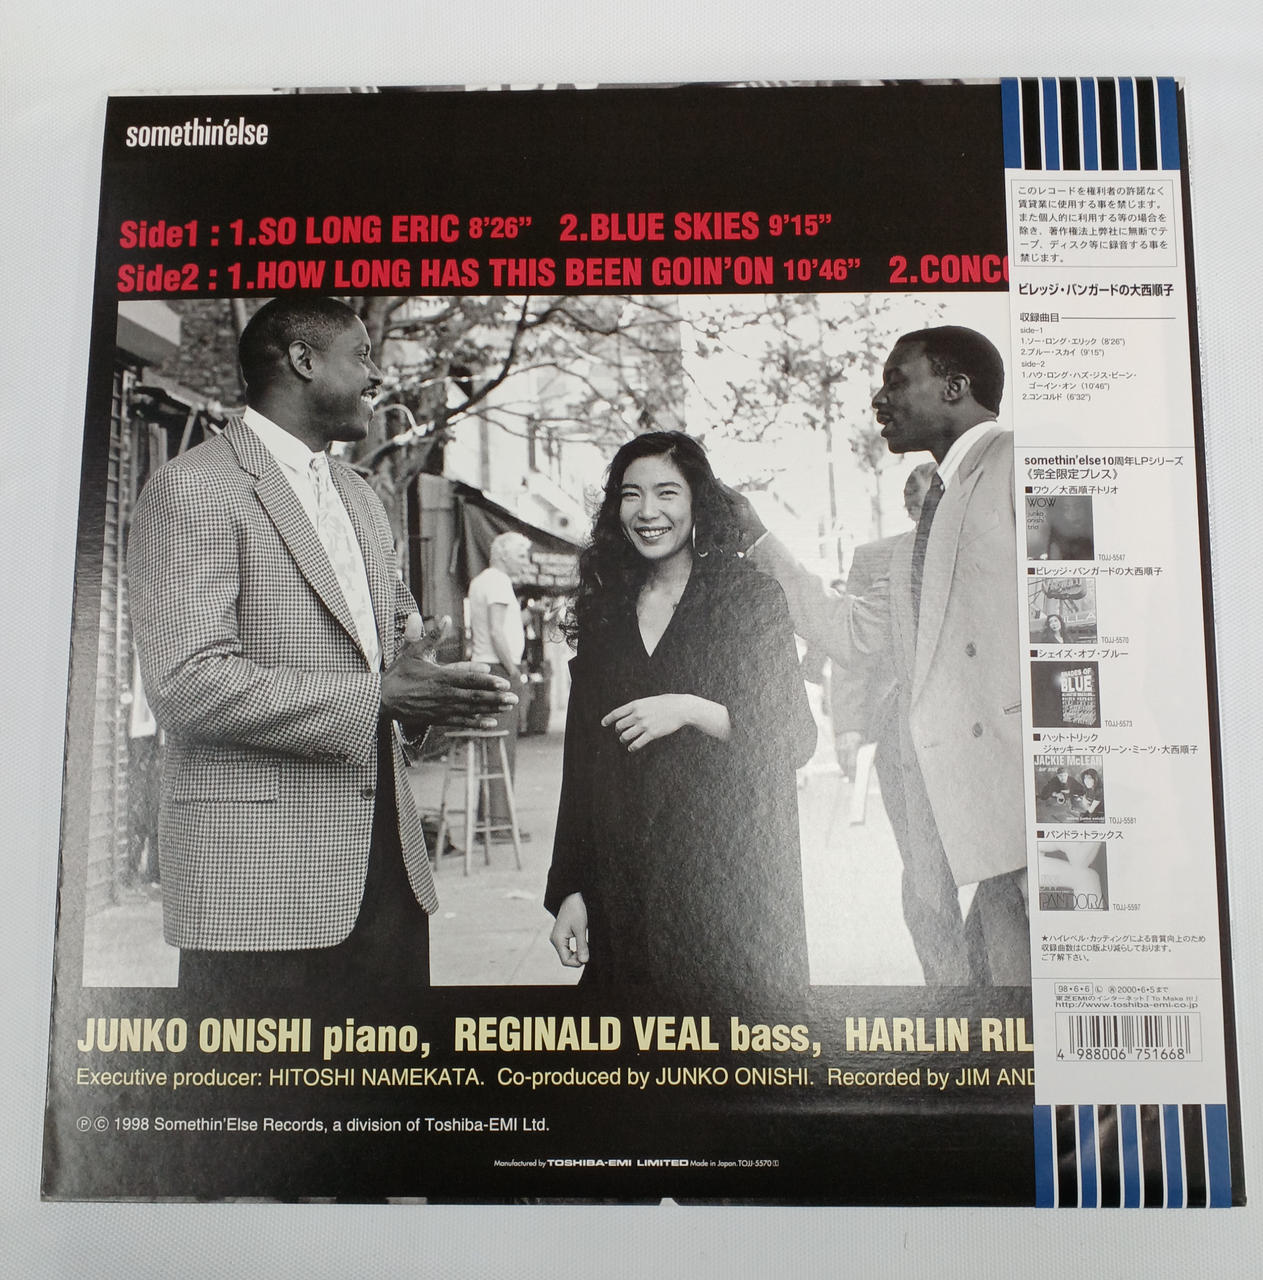 somethin'else
Side1 : 1.SO LONG ERIC 8'26” 2.BLUE SKIES 9'15”
Side2 : 1.HOW LONG HAS THIS BEEN GOIN'ON 10'46” 2.CONC
JUNKO ONISHI piano, REGINALD VEAL bass, HARLIN RIL
Executive producer: HITOSHI NAMEKATA. Co-produced by JUNKO ONISHI. Recorded by JIM AND
Ⓟ© 1998 Somethin'Else Records, a division of Toshiba-EMI Ltd.
Manufactured by TOSHIBA-EMI LIMITED Made in Japan. TOJJ-5570
このレコードを権利者の許諾なく
賃貸業に使用する事を禁じます。
また個人的に利用する等の場合を
除き、著作権法上弊社に無断でテ
ープ、ディスク等に録音する事を
禁じます。
ビレッジ・バンガードの大西順子
収録曲目
side-1
1.ソー・ロング・エリック (8'26")
2.ブルー・スカイ (9'15")
side-2
1.ハウ・ロング・ハズ・ジス・ビーン・
ゴーイン・オン (10'46")
2.コンコルド (6'32")
somethin'else10周年LPシリーズ
《完全限定プレス》
■ワウ/大西順子トリオ
WOW
junko
onishi
trio
TOJJ-5547
■ビレッジ・バンガードの大西順子
TOJJ-5570
■シェイズ・オブ・ブルー
SHADES OF
BLUE
TOJJ-5573
■ハット・トリック
ジャッキー・マクリーン・ミーツ・大西順子
JACKIE McLEAN
TOJJ-5581
■パンドラ・トラックス
PANDORA
TOJJ-5597
★ハイレベル・カッティングによる音質向上のため
収録曲数はCD版より減らしております。
ご了解下さい。
98・6・6 Ⓛ 2000・6・5まで
東芝EMIのインターネット「To Make It!」
http://www.toshiba-emi.co.jp
4 988006 751668